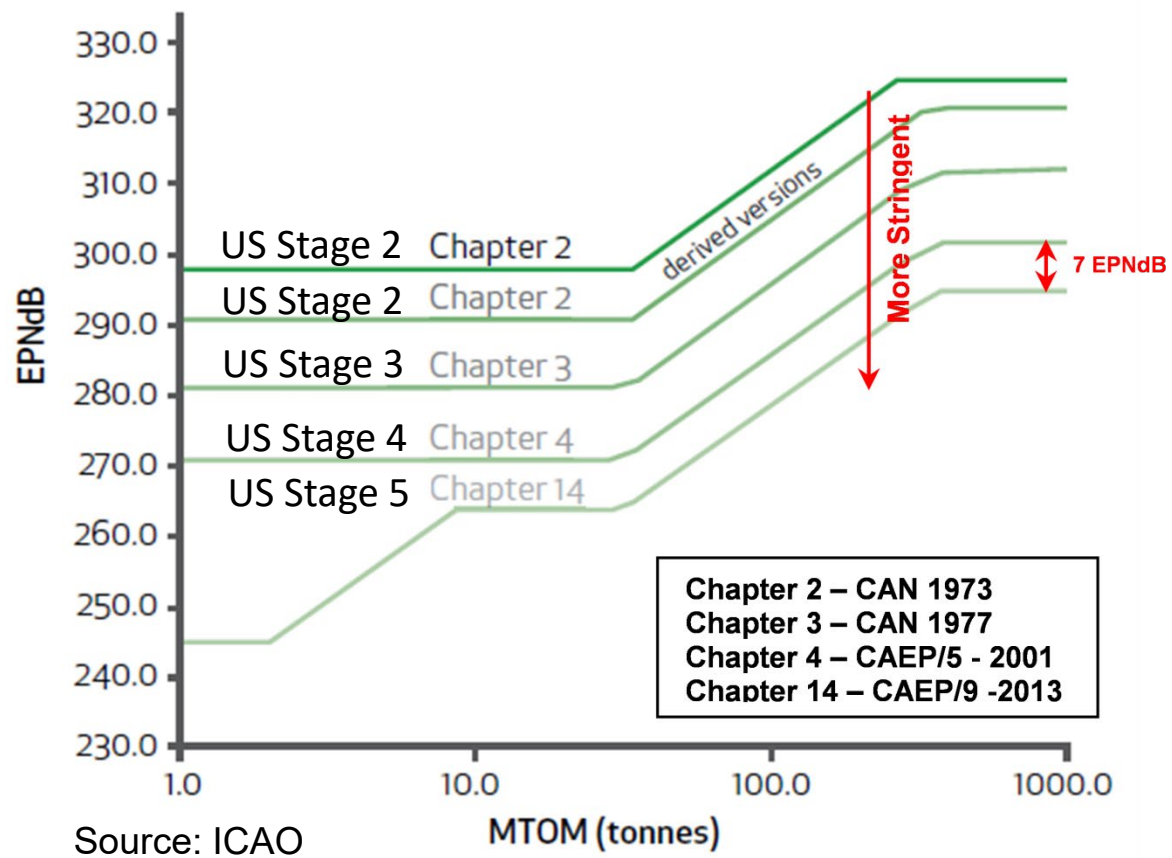 330.0
320.0
310.0
300.0
290.0
280.0
270.0
260.0
250.0
240.0
230.0
EPNdB
US Stage 2 Chapter 2
US Stage 2 Chapter 2
US Stage 3 Chapter 3
US Stage 4 Chapter 4
US Stage 5 Chapter 14
derived versions
More Stringent
7 EPNdB
Chapter 2 – CAN 1973
Chapter 3 – CAN 1977
Chapter 4 – CAEP/5 - 2001
Chapter 14 – CAEP/9 -2013
1.0 10.0 100.0 1000.0
MTOM (tonnes)
Source: ICAO